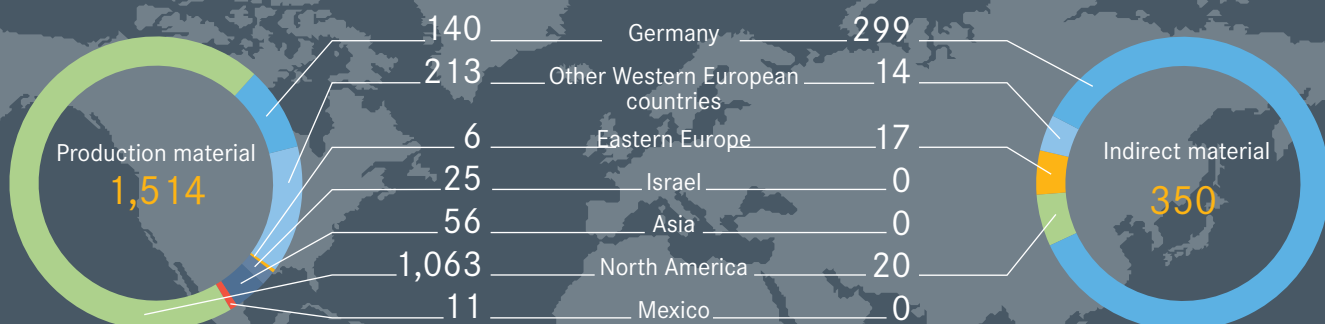 140 Germany 299
213 Other Western European 14
countries
6 Eastern Europe 17
Production material
Indirect material
25 Israel 0
1,514
350
56 Asia 0
1,063 North America 20
11 Mexico 0